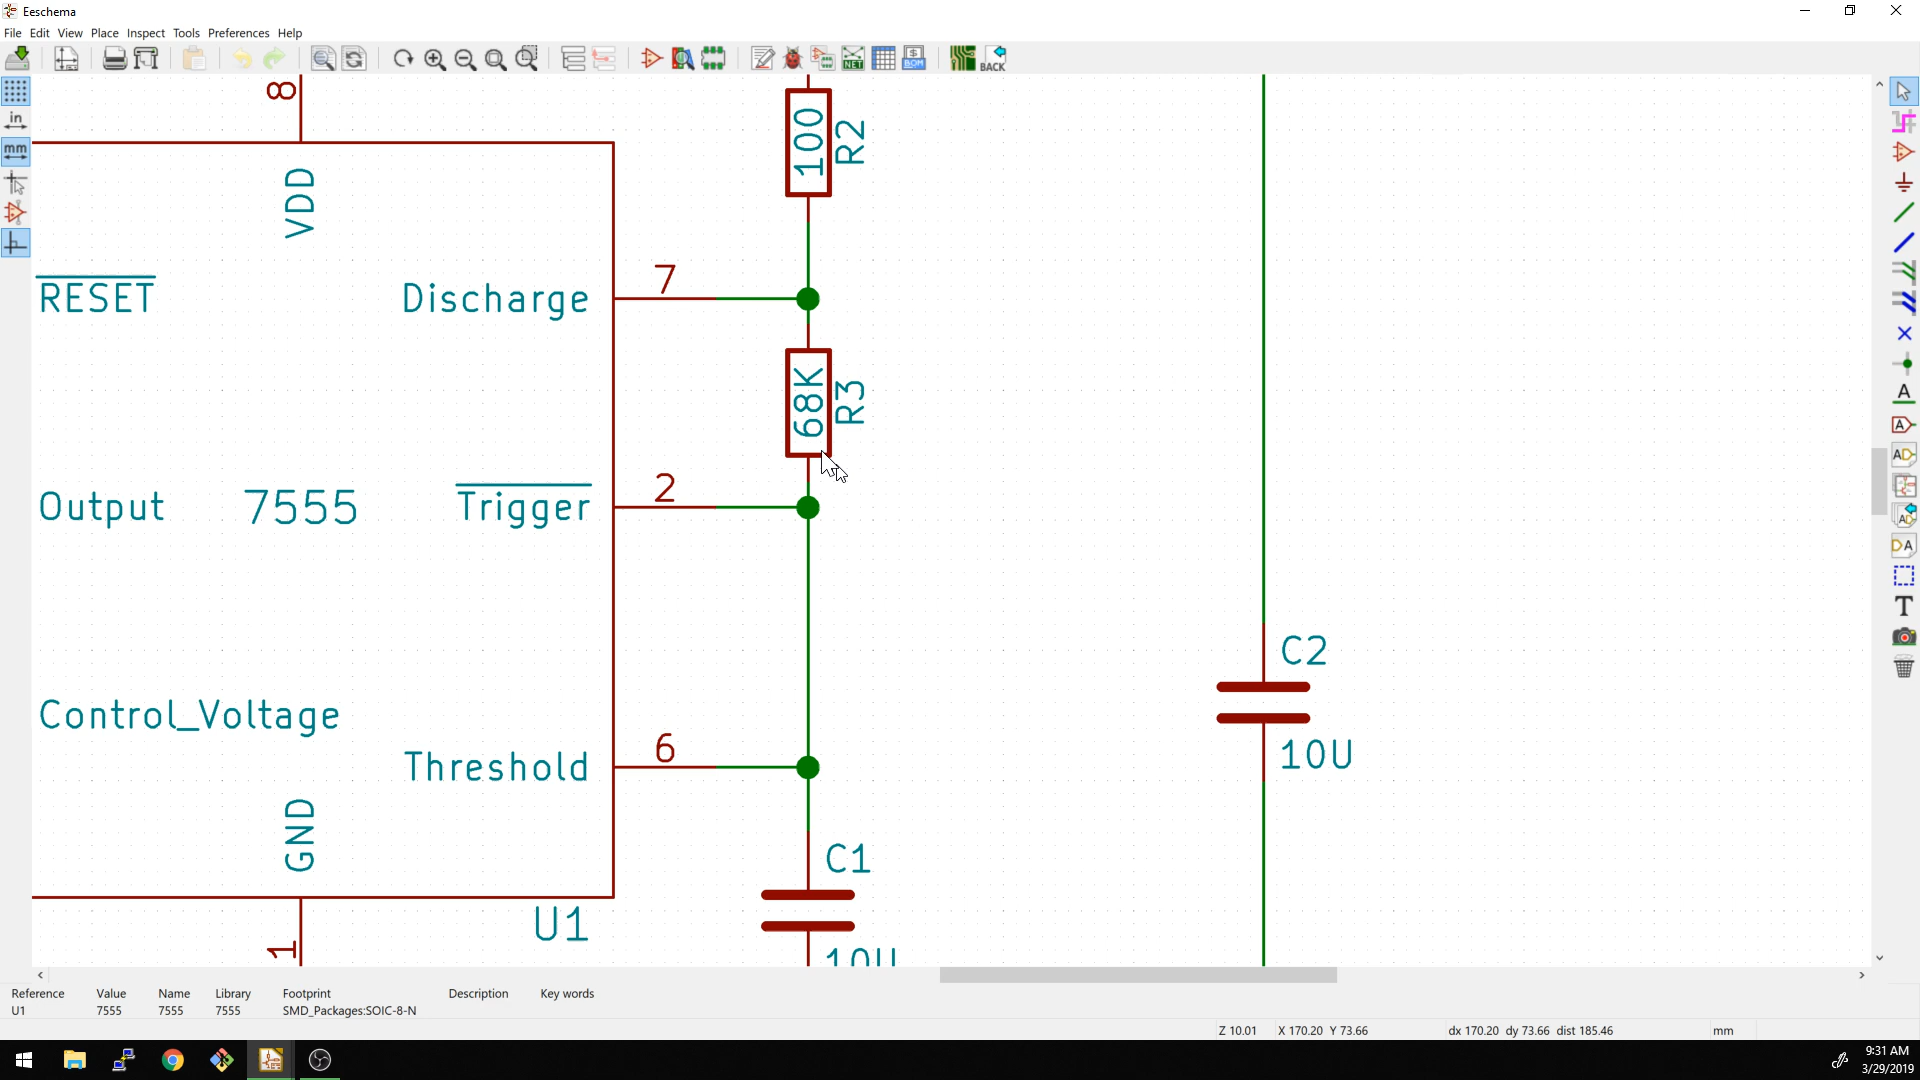 Eeschema
File Edit View Place Inspect Tools Preferences Help
NET
BOM
BACK
in
mm
8
VDD
100
R2
RESET
Discharge
7
68K
R3
Output
7555
Trigger
2
C2
10U
Control_Voltage
Threshold
6
GND
C1
U1
1
10U
Reference Value Name Library Footprint Description Key words
U1 7555 7555 7555 SMD_Packages:SOIC-8-N
Z 10.01 X 170.20 Y 73.66 dx 170.20 dy 73.66 dist 185.46 mm
9:31 AM
3/29/2019